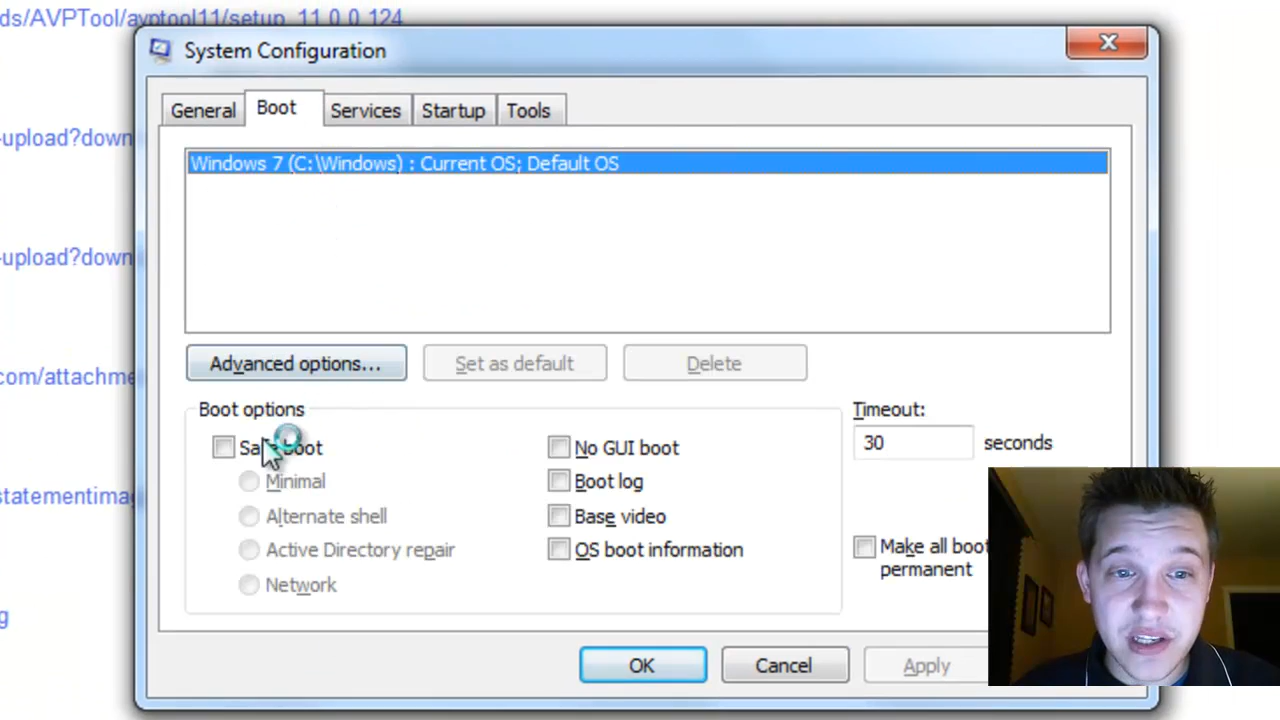 ds/AVPTool/avptool11/setup_11.0.0.124
System Configuration
General Boot Services Startup Tools
-upload?down
Windows 7 (C:\Windows) : Current OS; Default OS
-upload?down
Advanced options... Set as default Delete
com/attachme
Boot options
Timeout:
Safe boot No GUI boot 30 seconds
Minimal Boot log
statementimag
Alternate shell Base video
Active Directory repair OS boot information
Make all boot
permanent
Network
g
OK Cancel Apply